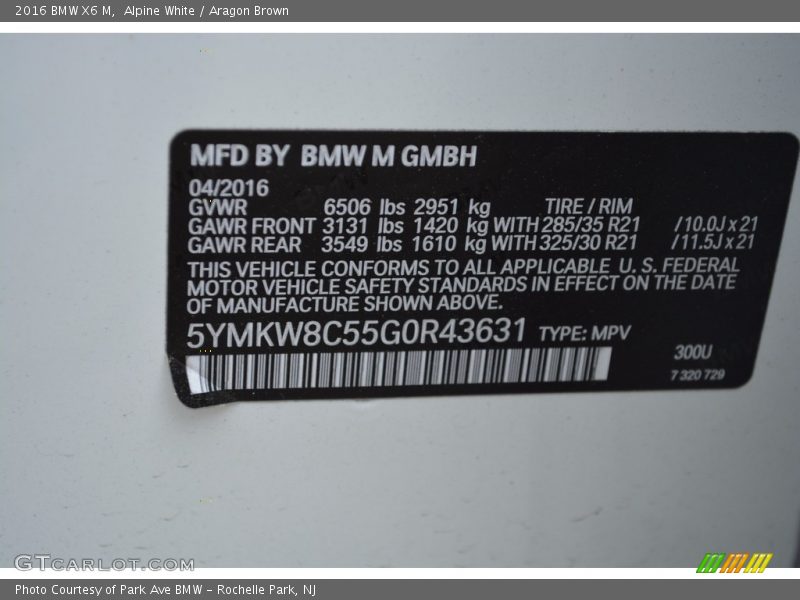 2016 BMW X6 M,  Alpine White / Aragon Brown
MFD BY BMW M GMBH
04/2016
GVWR 6506 lbs 2951 kg TIRE / RIM
GAWR FRONT 3131 lbs 1420 kg WITH 285/35 R21 /10.0J x 21
GAWR REAR 3549 lbs 1610 kg WITH 325/30 R21 /11.5J x 21
THIS VEHICLE CONFORMS TO ALL APPLICABLE U. S. FEDERAL
MOTOR VEHICLE SAFETY STANDARDS IN EFFECT ON THE DATE
OF MANUFACTURE SHOWN ABOVE.
5YMKW8C55G0R43631 TYPE: MPV
300U
7 320 729
GTCARLOT.COM
Photo Courtesy of Park Ave BMW - Rochelle Park, NJ